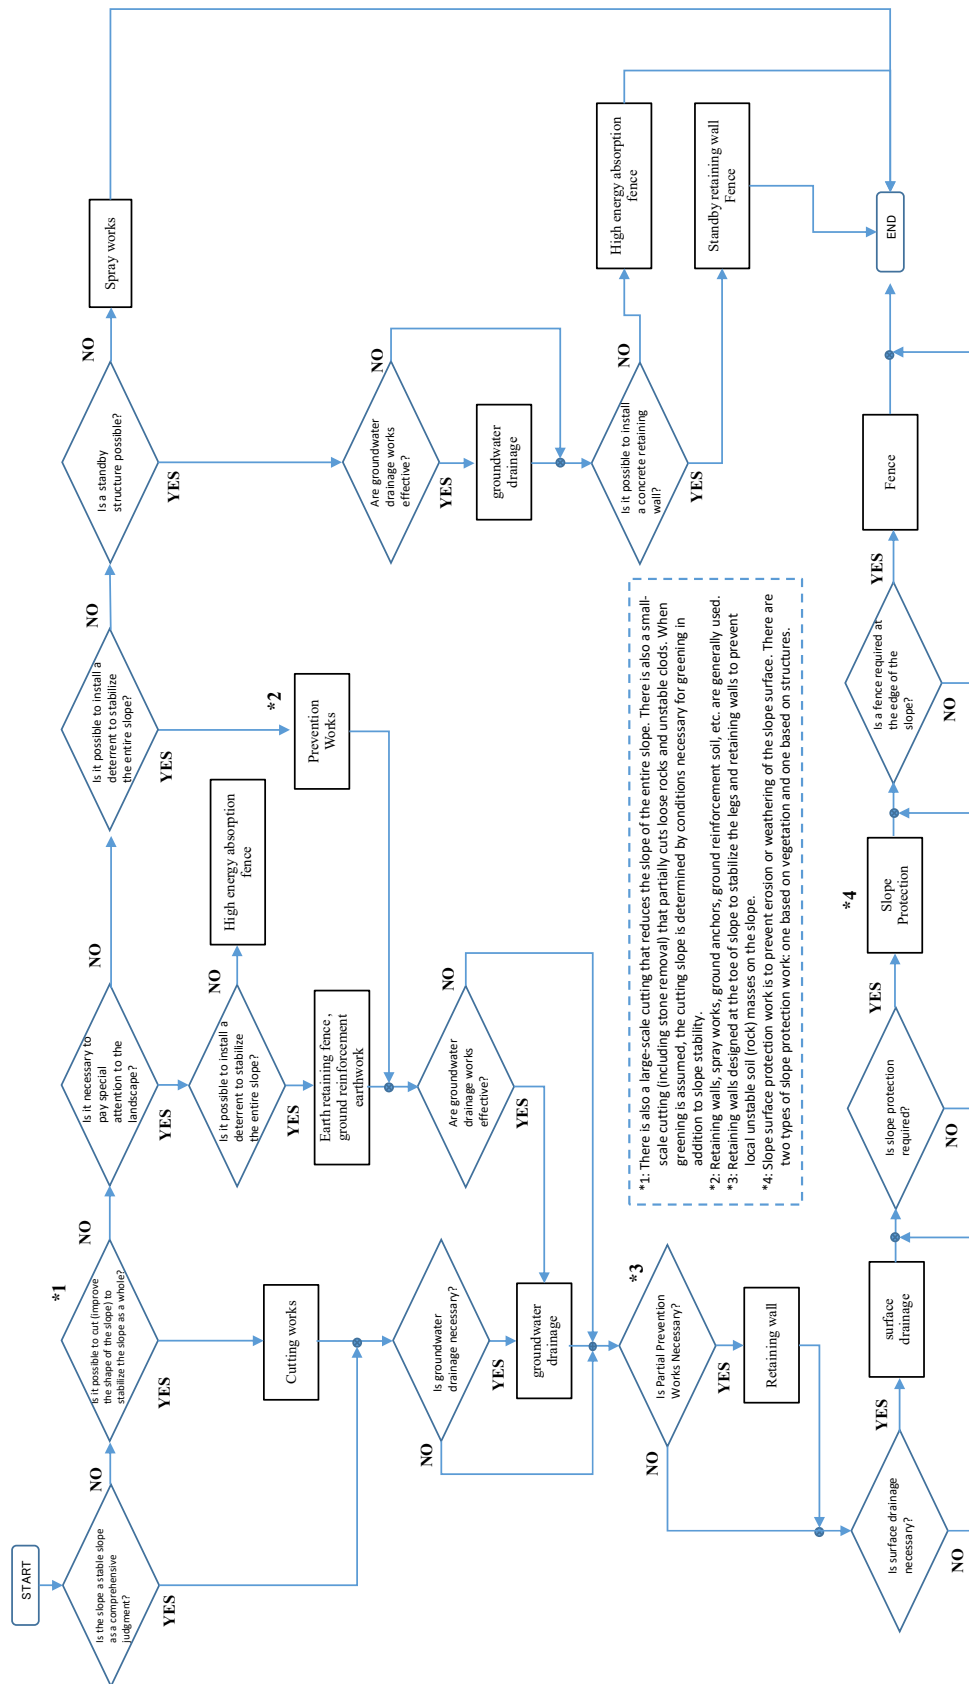 START
Is the slope a stable slope
as a comprehensive
judgment?
NO
YES
*1
Is it possible to cut (improve
the shape of the slope) to
stabilize the slope as a whole?
NO
YES
Is it necessary to
pay special
attention to the
landscape?
NO
YES
Is it possible to install a
deterrent to stabilize
the entire slope?
NO
YES
Is a standby
structure possible?
NO
YES
Spray works
Cutting works
Is it possible to install a
deterrent to stabilize
the entire slope?
NO
YES
High energy absorption
fence
*2
Prevention
Works
Earth retaining fence ,
ground reinforcement
earthwork
Are groundwater
drainage works
effective?
NO
YES
groundwater
drainage
Is it possible to install
a concrete retaining
wall?
NO
YES
High energy absorption
fence
Standby retaining wall
Fence
Is groundwater
drainage necessary?
NO
YES
groundwater
drainage
Are groundwater
drainage works
effective?
NO
YES
*3
Is Partial Prevention
Works Necessary?
NO
YES
Retaining wall
*1: There is also a large-scale cutting that reduces the slope of the entire slope. There is also a small-
scale cutting (including stone removal) that partially cuts loose rocks and unstable clods. When
greening is assumed, the cutting slope is determined by conditions necessary for greening in
addition to slope stability.
*2: Retaining walls, spray works, ground anchors, ground reinforcement soil, etc. are generally used.
*3: Retaining walls designed at the toe of slope to stabilize the legs and retaining walls to prevent
local unstable soil (rock) masses on the slope.
*4: Slope surface protection work is to prevent erosion or weathering of the slope surface. There are
two types of slope protection work: one based on vegetation and one based on structures.
Is surface drainage
necessary?
YES
NO
surface
drainage
Is slope protection
required?
YES
NO
*4
Slope
Protection
Is a fence required at
the edge of the
slope?
YES
NO
Fence
END